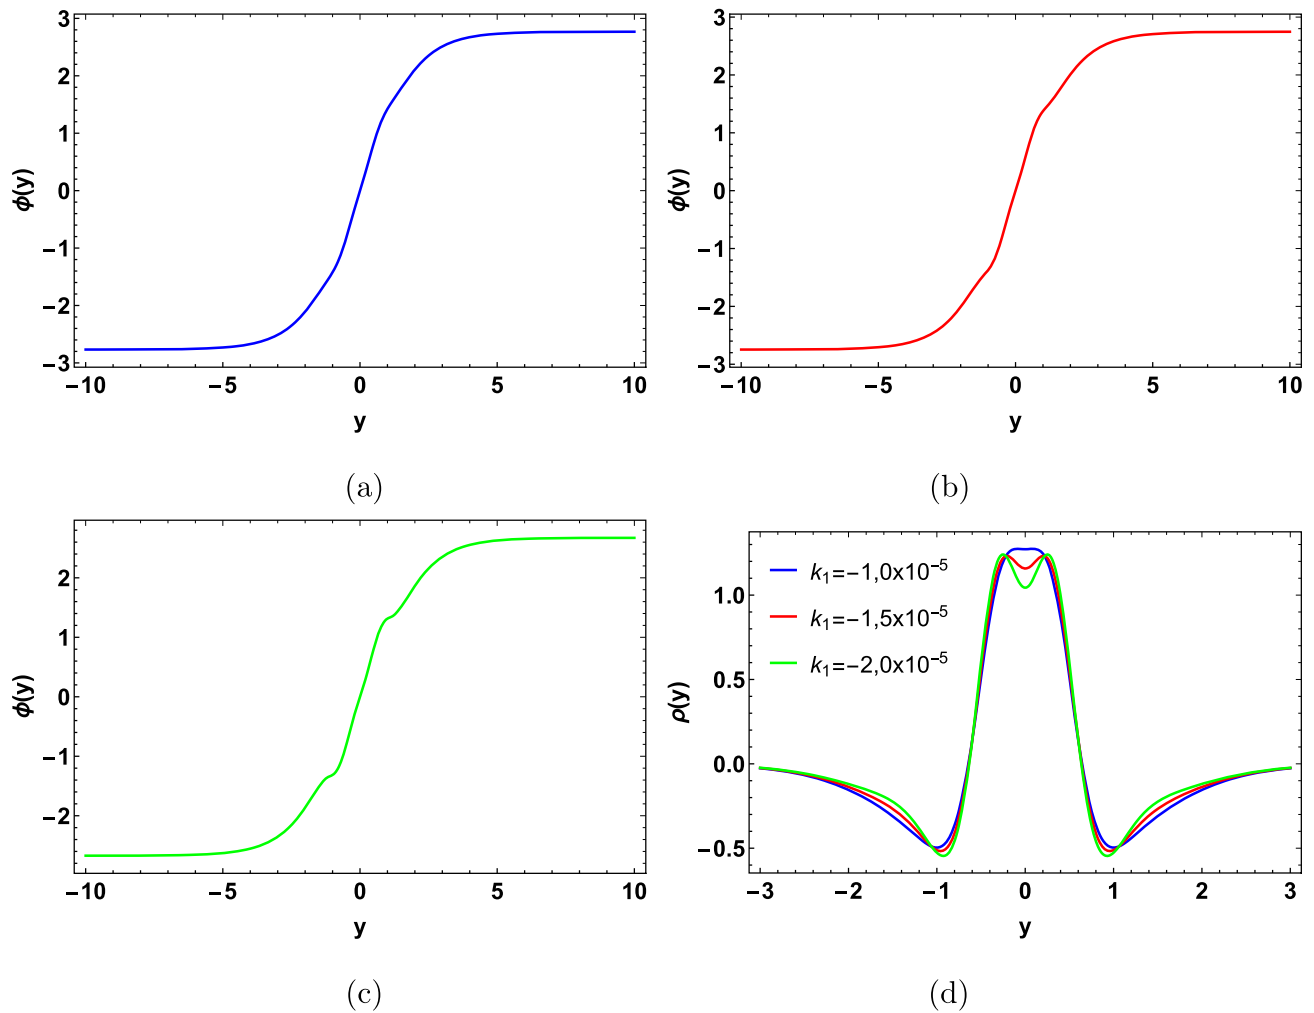 3
2
1
0
−1
−2
−3
−10 −5 0 5 10
ϕ(y)
y
(a)
3
2
1
0
−1
−2
−3
−10 −5 0 5 10
ϕ(y)
y
(b)
2
1
0
−1
−2
−10 −5 0 5 10
ϕ(y)
y
(c)
k₁=−1,0x10⁻⁵
k₁=−1,5x10⁻⁵
k₁=−2,0x10⁻⁵
1.0
0.5
0.0
−0.5
−3 −2 −1 0 1 2 3
ρ(y)
y
(d)